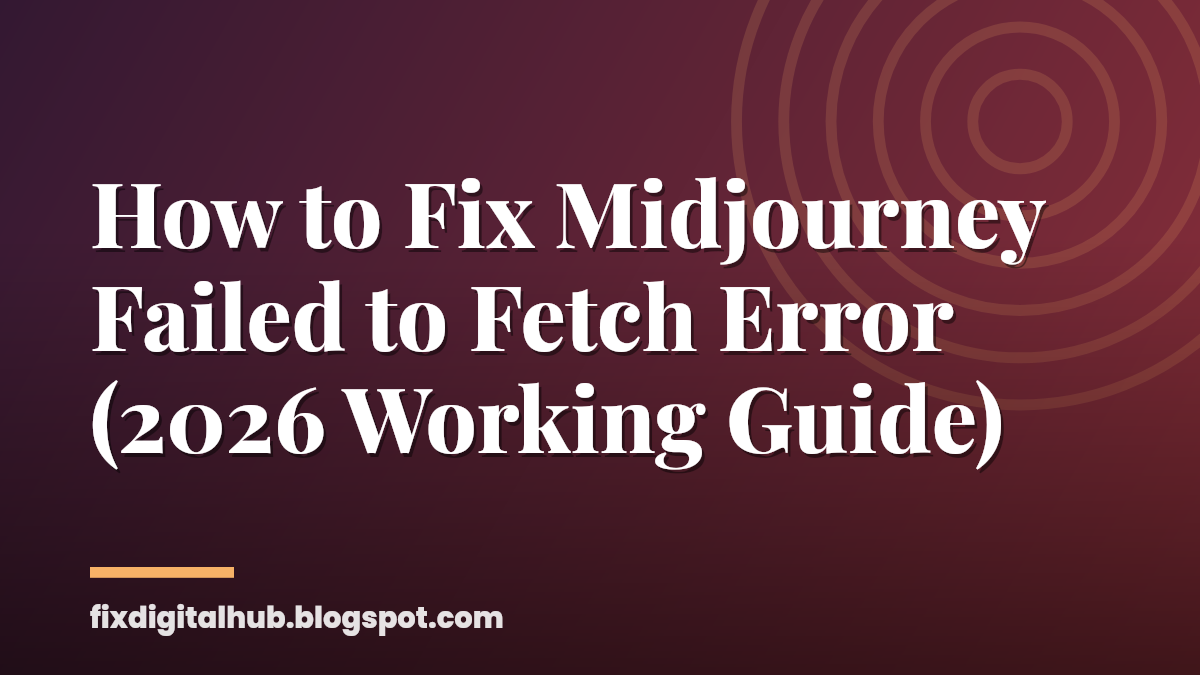 How to Fix Midjourney
Failed to Fetch Error
(2026 Working Guide)
fixdigitalhub.blogspot.com